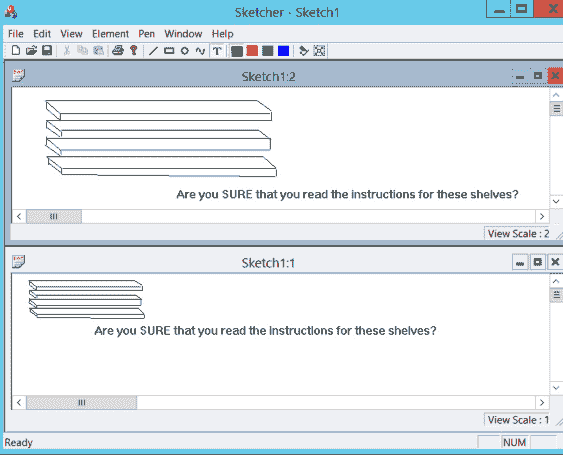 Sketcher - Sketch1
File Edit View Element Pen Window Help
Sketch1:2
Are you SURE that you read the instructions for these shelves?
View Scale : 2
Sketch1:1
Are you SURE that you read the instructions for these shelves?
View Scale : 1
Ready NUM